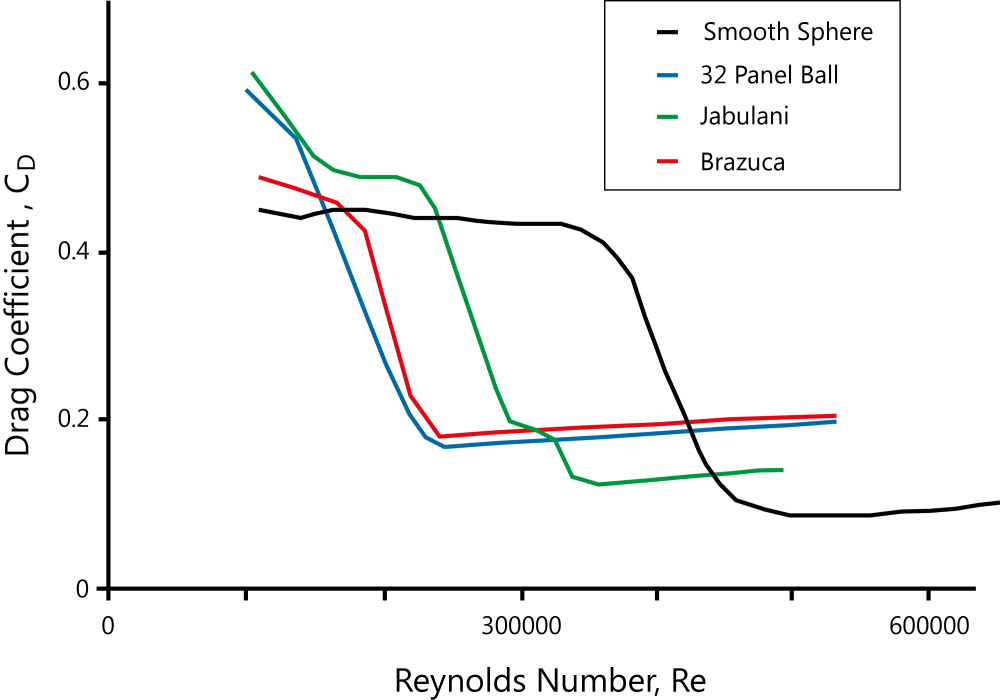 Smooth Sphere
32 Panel Ball
Jabulani
Brazuca
0.6
0.4
0.2
0
Drag Coefficient , CD
0
300000
600000
Reynolds Number, Re